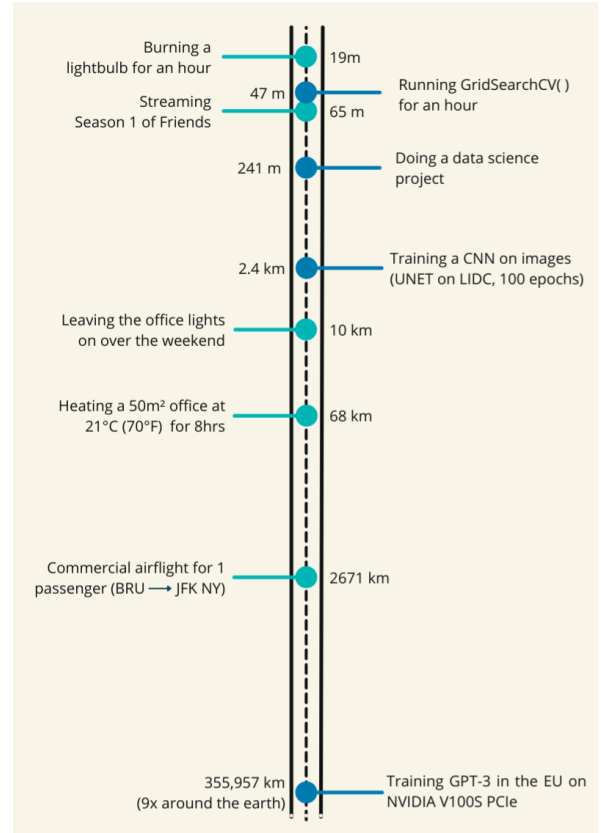 Burning a
lightbulb for an hour
19m
47 m
Running GridSearchCV( )
for an hour
Streaming
Season 1 of Friends
65 m
241 m
Doing a data science
project
2.4 km
Training a CNN on images
(UNET on LIDC, 100 epochs)
Leaving the office lights
on over the weekend
10 km
Heating a 50m² office at
21°C (70°F) for 8hrs
68 km
Commercial airflight for 1
passenger (BRU → JFK NY)
2671 km
355,957 km
(9x around the earth)
Training GPT-3 in the EU on
NVIDIA V100S PCIe